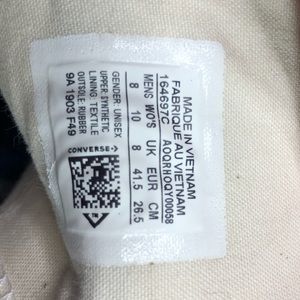 MADE IN VIETNAM
FABRIQUE AU VIETNAM
164697C AOQRHOQY00058
MENS WO'S UK EUR CM
8 10 8 41,5 26.5
GENDER: UNISEX
UPPER: SYNTHETIC
LINING: TEXTILE
OUTSOLE: RUBBER
9A 1903 F49
CONVERSE